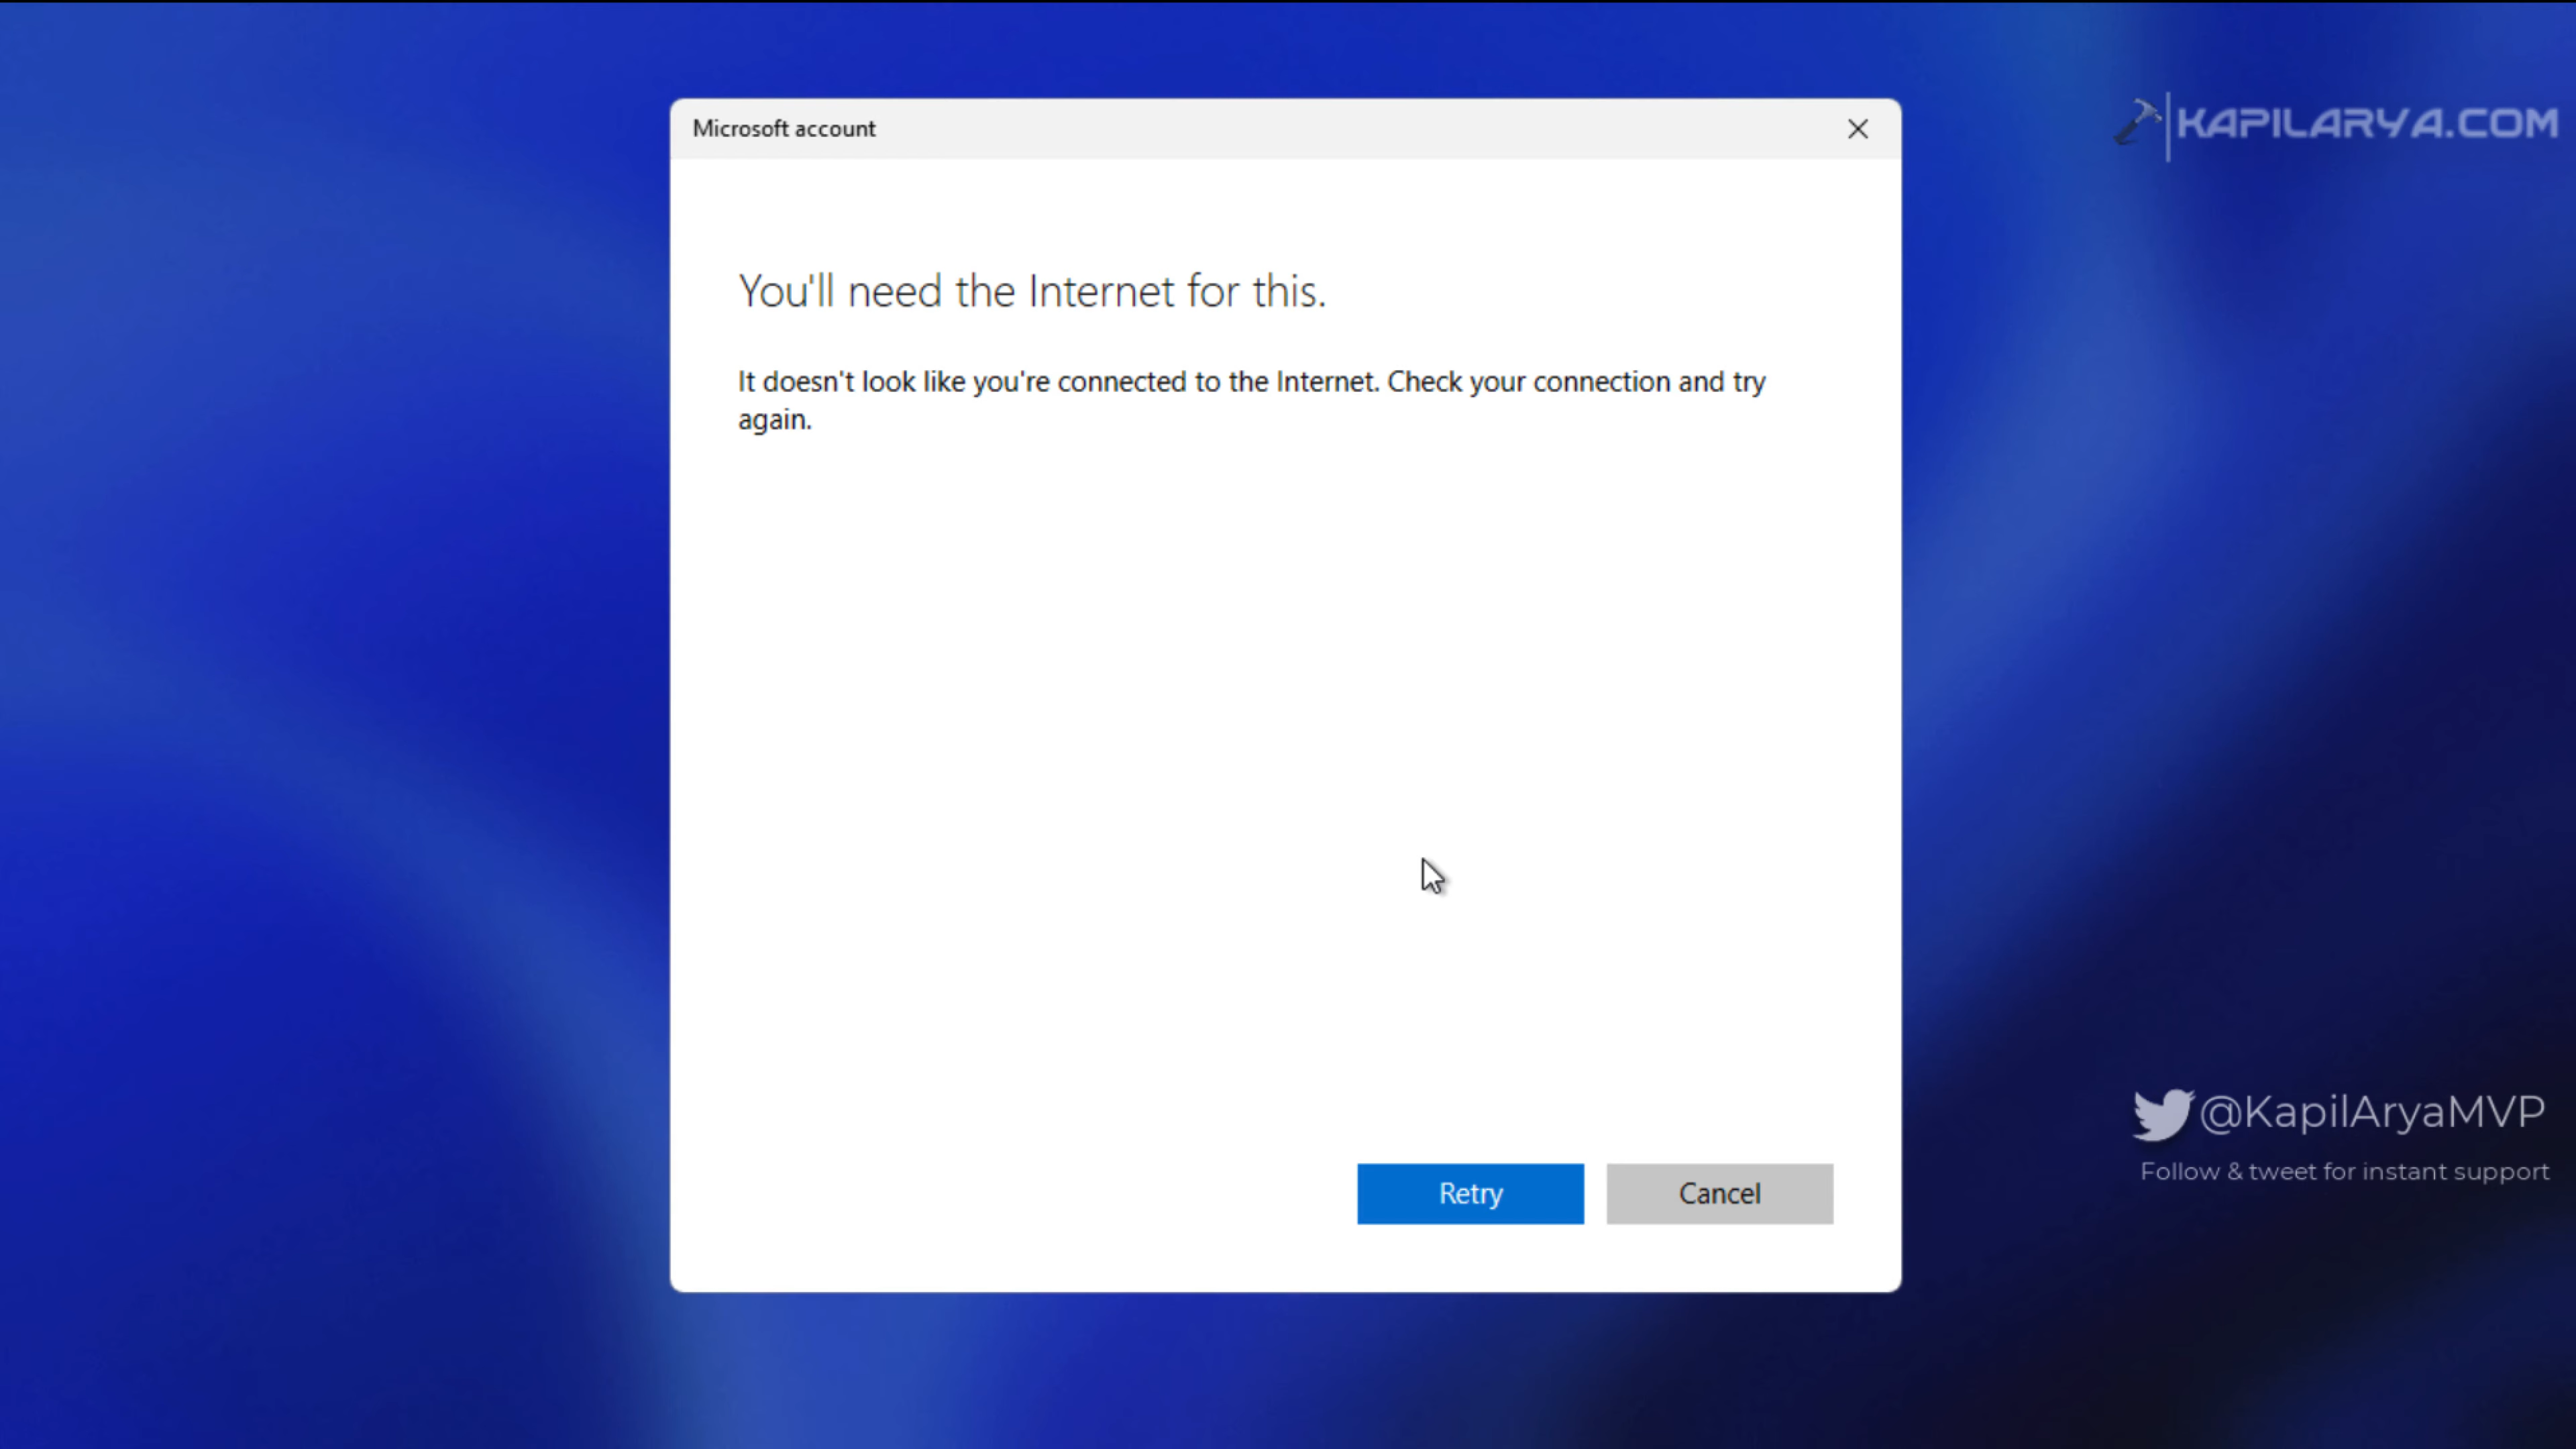 Microsoft account
KAPILARYA.COM
You'll need the Internet for this.
It doesn't look like you're connected to the Internet. Check your connection and try
again.
@KapilAryaMVP
Follow & tweet for instant support
Retry
Cancel